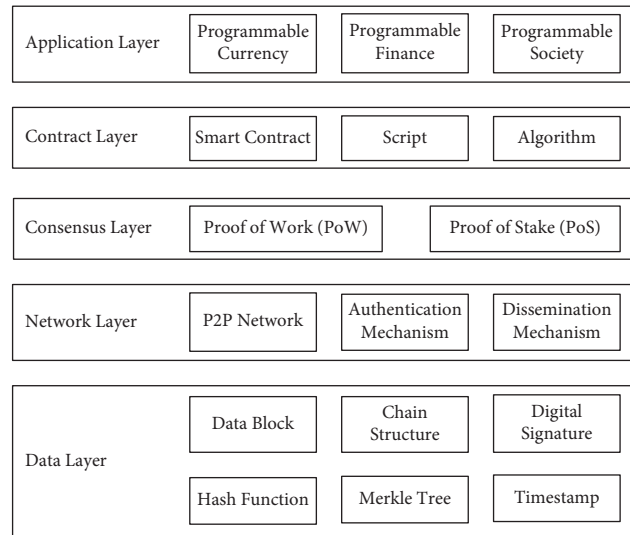 Application Layer
Programmable
Currency
Programmable
Finance
Programmable
Society
Contract Layer
Smart Contract
Script
Algorithm
Consensus Layer
Proof of Work (PoW)
Proof of Stake (PoS)
Network Layer
P2P Network
Authentication
Mechanism
Dissemination
Mechanism
Data Layer
Data Block
Chain
Structure
Digital
Signature
Hash Function
Merkle Tree
Timestamp